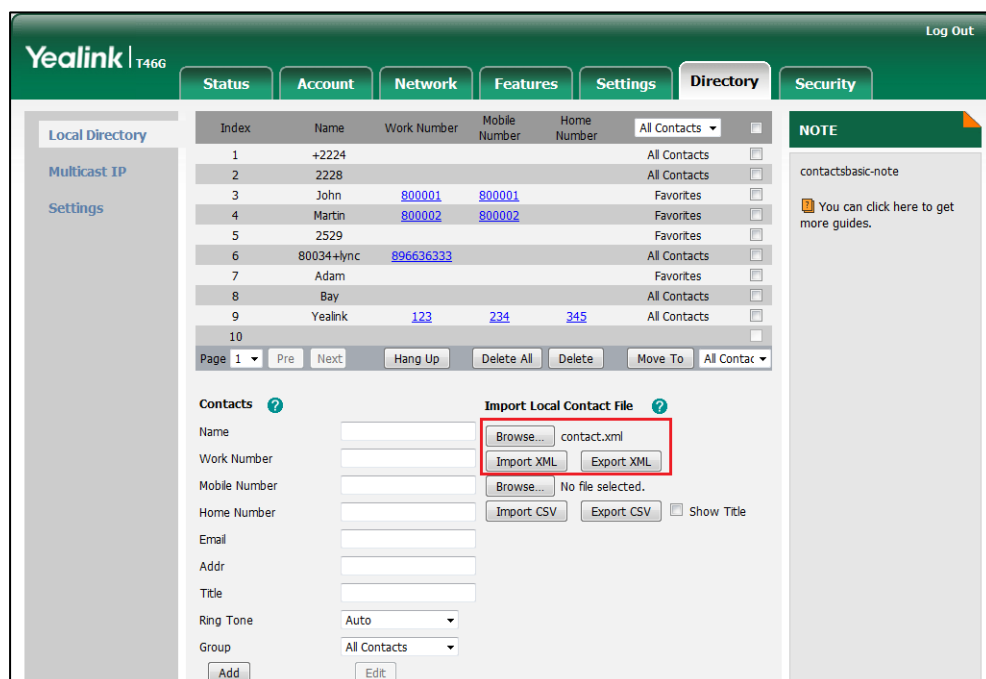 Log Out
Yealink | T46G
Status Account Network Features Settings Directory Security
Local Directory
Multicast IP
Settings
Index Name Work Number Mobile Number Home Number All Contacts
1 +2224 All Contacts
2 2228 All Contacts
3 John 800001 800001 Favorites
4 Martin 800002 800002 Favorites
5 2529 Favorites
6 80034+lync 896636333 All Contacts
7 Adam Favorites
8 Bay All Contacts
9 Yealink 123 234 345 All Contacts
10
Page 1 Pre Next Hang Up Delete All Delete Move To All Contac
Contacts ?
Name
Work Number
Mobile Number
Home Number
Email
Addr
Title
Ring Tone Auto
Group All Contacts
Add Edit
Import Local Contact File ?
Browse... contact.xml
Import XML Export XML
Browse... No file selected.
Import CSV Export CSV Show Title
NOTE
contactsbasic-note
? You can click here to get
more guides.